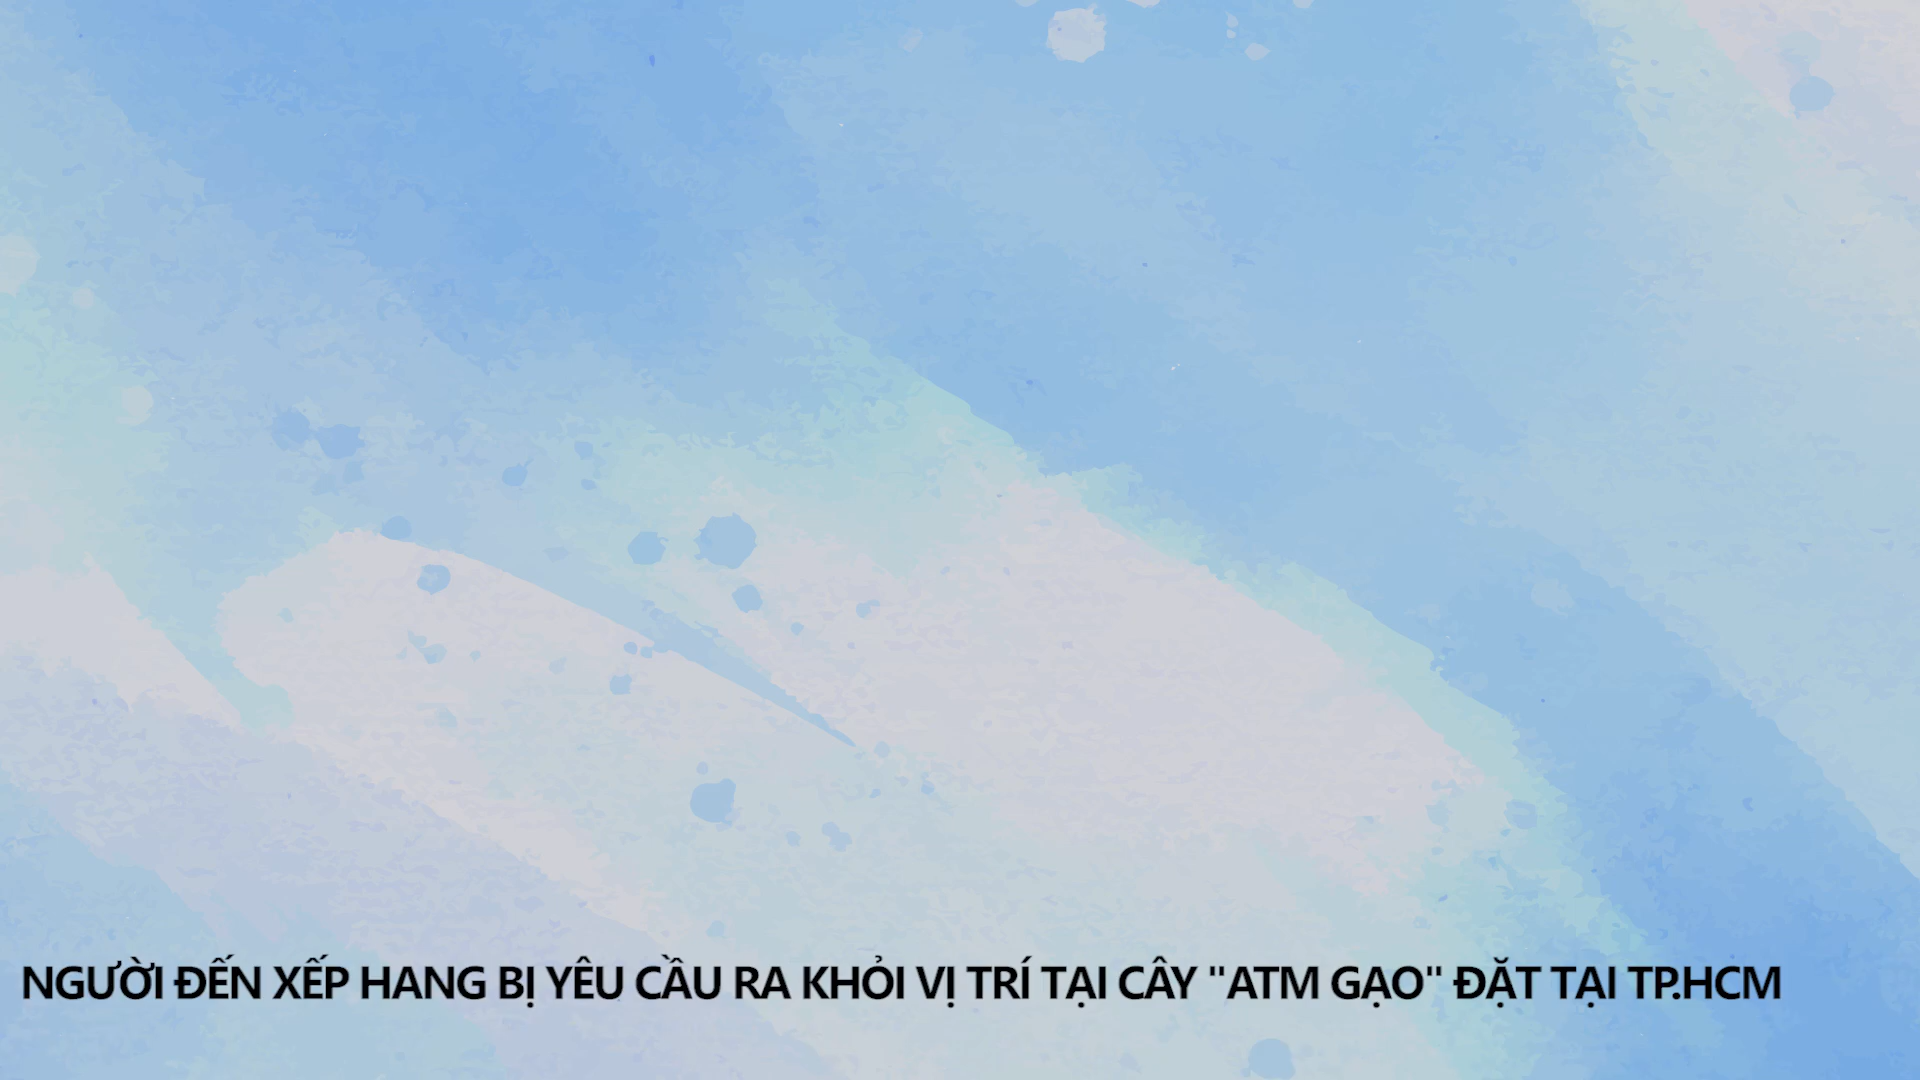 NGƯỜI ĐẾN XẾP HANG BỊ YÊU CẦU RA KHỎI VỊ TRÍ TẠI CÂY "ATM GẠO" ĐẶT TẠI TP.HCM